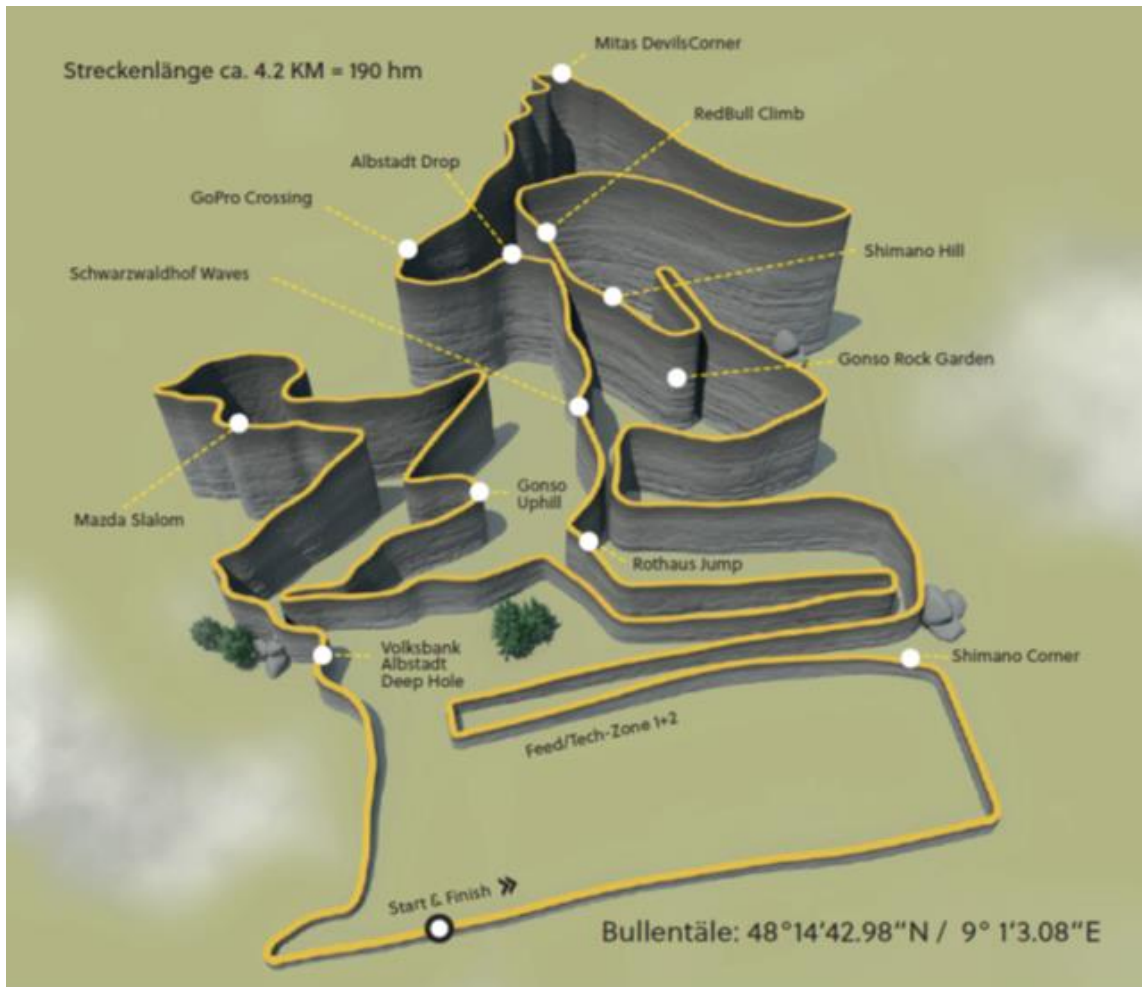 Mitas DevilsCorner
Streckenlänge ca. 4.2 KM = 190 hm
RedBull Climb
Albstadt Drop
GoPro Crossing
Shimano Hill
Schwarzwaldhof Waves
Gonso Rock Garden
Gonso
Uphill
Mazda Slalom
Rothaus Jump
Volksbank
Albstadt
Deep Hole
Shimano Corner
Feed/Tech-Zone 1+2
Start & Finish »
Bullentäle: 48°14'42.98"N / 9° 1'3.08"E